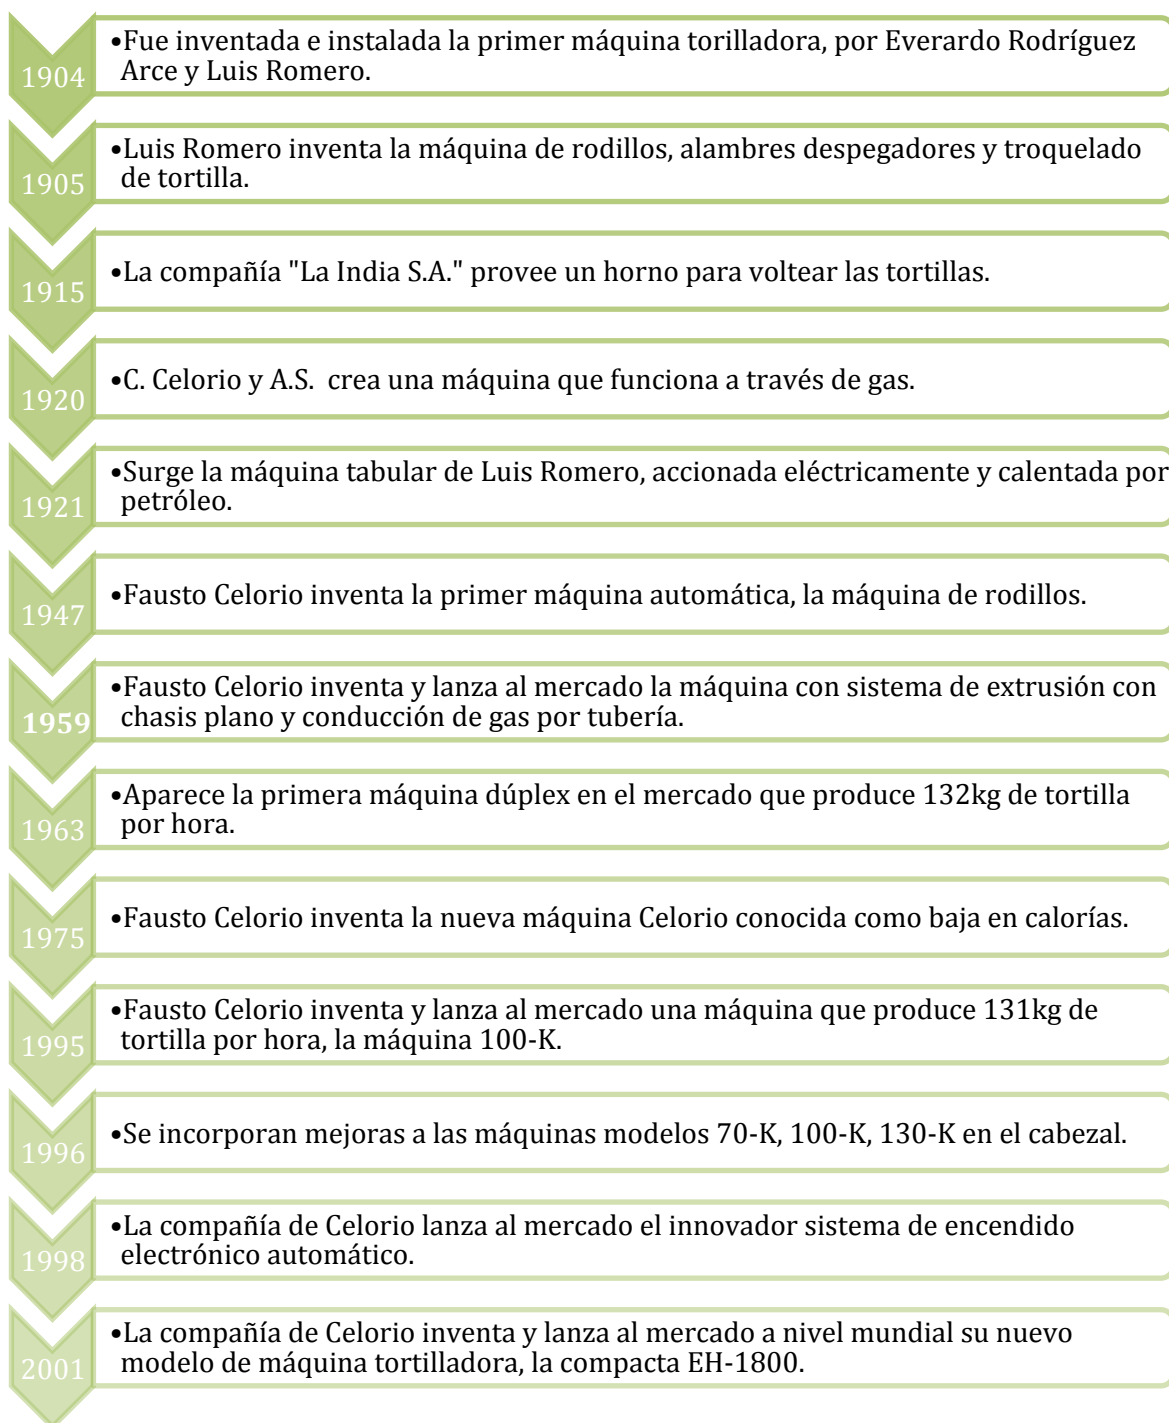 1904
•Fue inventada e instalada la primer máquina torilladora, por Everardo Rodríguez
Arce y Luis Romero.
1905
•Luis Romero inventa la máquina de rodillos, alambres despegadores y troquelado
de tortilla.
1915
•La compañía "La India S.A." provee un horno para voltear las tortillas.
1920
•C. Celorio y A.S. crea una máquina que funciona a través de gas.
1921
•Surge la máquina tabular de Luis Romero, accionada eléctricamente y calentada por
petróleo.
1947
•Fausto Celorio inventa la primer máquina automática, la máquina de rodillos.
1959
•Fausto Celorio inventa y lanza al mercado la máquina con sistema de extrusión con
chasis plano y conducción de gas por tubería.
1963
•Aparece la primera máquina dúplex en el mercado que produce 132kg de tortilla
por hora.
1975
•Fausto Celorio inventa la nueva máquina Celorio conocida como baja en calorías.
1995
•Fausto Celorio inventa y lanza al mercado una máquina que produce 131kg de
tortilla por hora, la máquina 100-K.
1996
•Se incorporan mejoras a las máquinas modelos 70-K, 100-K, 130-K en el cabezal.
1998
•La compañía de Celorio lanza al mercado el innovador sistema de encendido
electrónico automático.
2001
•La compañía de Celorio inventa y lanza al mercado a nivel mundial su nuevo
modelo de máquina tortilladora, la compacta EH-1800.